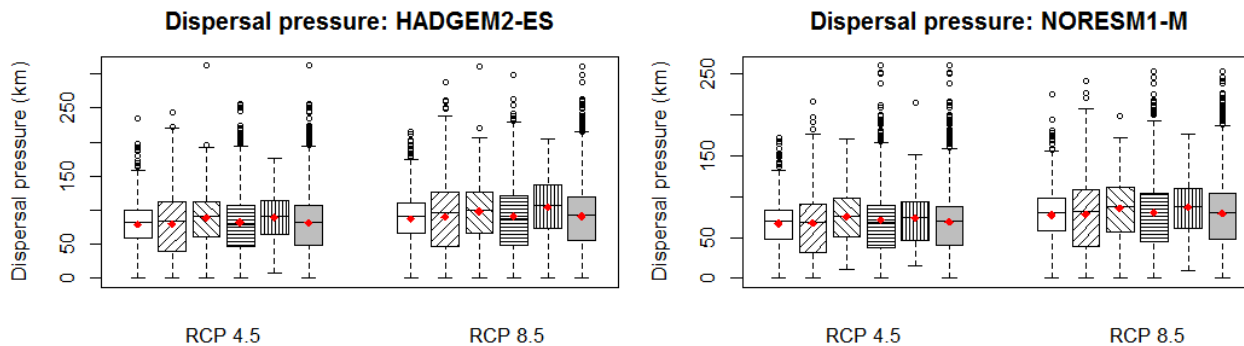 Dispersal pressure: HADGEM2-ES
Dispersal pressure (km)
250
150
50
0
RCP 4.5
RCP 8.5
Dispersal pressure: NORESM1-M
Dispersal pressure (km)
250
150
50
0
RCP 4.5
RCP 8.5